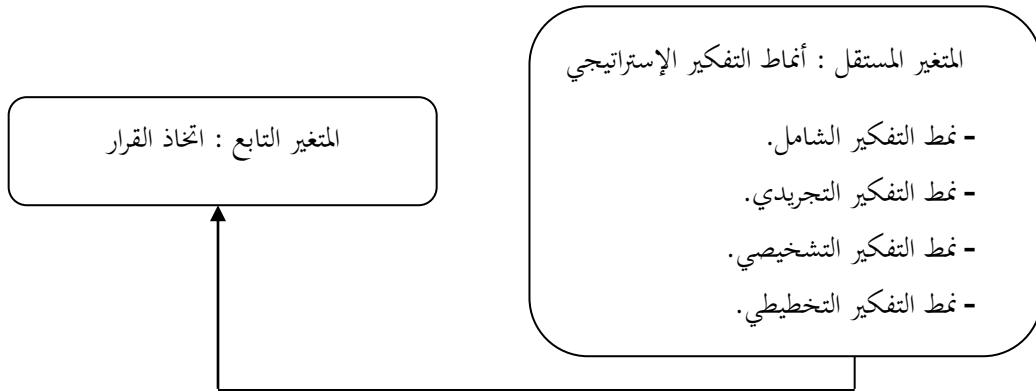 المتغير المستقل : أنماط التفكير الإستراتيجي
- نمط التفكير الشامل.
- نمط التفكير التجريدي.
- نمط التفكير التشخيصي.
- نمط التفكير التخطيطي.
المتغير التابع : اتخاذ القرار